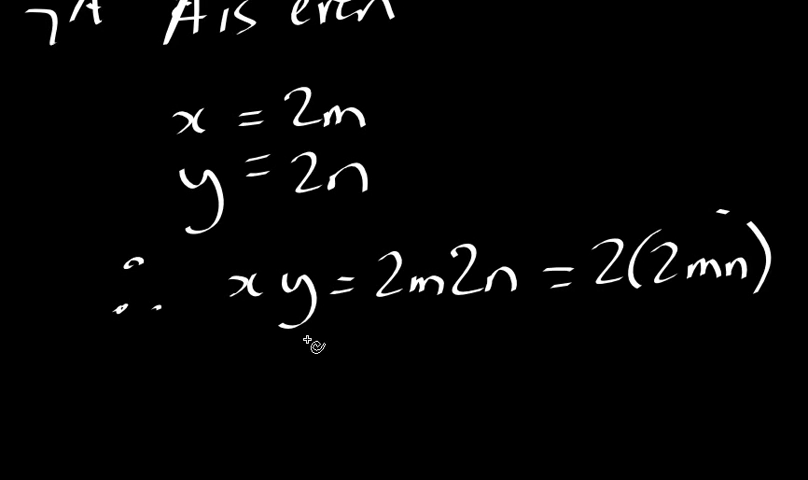 ¬A A is even
x = 2m
y = 2n
∴ xy = 2m2n = 2(2mn)